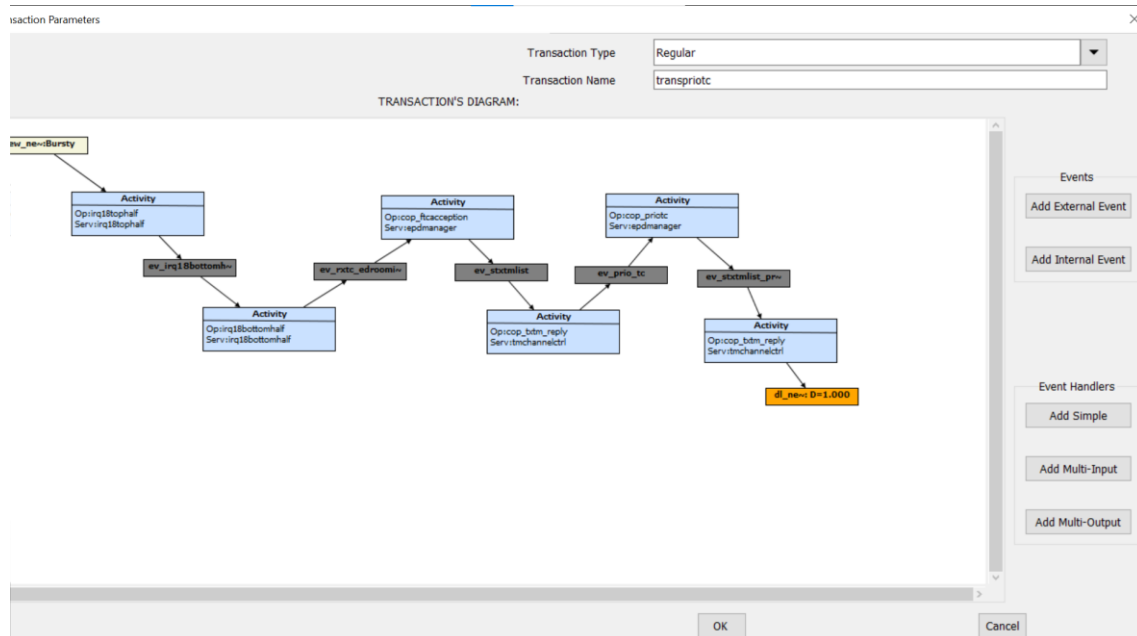 nsaction Parameters
Transaction Type
Regular
Transaction Name
transpriotc
TRANSACTION'S DIAGRAM:
ew_ne~:Bursty
Activity
Op:irq18tophalf
Serv:irq18tophalf
ev_irq18bottomh~
Activity
Op:irq18bottomhalf
Serv:irq18bottomhalf
ev_rxtc_edroomi~
Activity
Op:cop_ftcacception
Serv:epdmanager
ev_stxtmlist
Activity
Op:cop_txtm_reply
Serv:tmchannelctrl
ev_prio_tc
Activity
Op:cop_priotc
Serv:epdmanager
ev_stxtmlist_pr~
Activity
Op:cop_txtm_reply
Serv:tmchannelctrl
dl_ne~: D=1.000
Events
Add External Event
Add Internal Event
Event Handlers
Add Simple
Add Multi-Input
Add Multi-Output
OK
Cancel